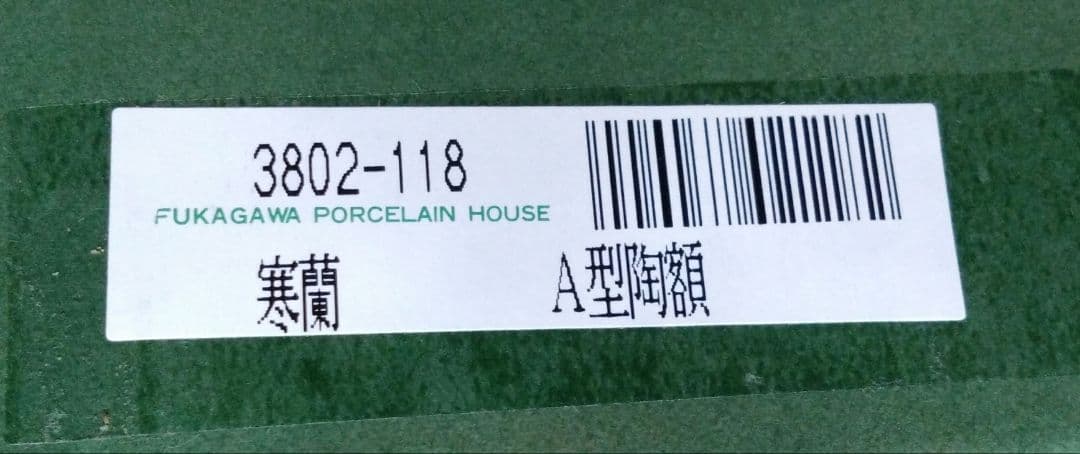 3802-118
FUKAGAWA PORCELAIN HOUSE
寒蘭 A型陶額